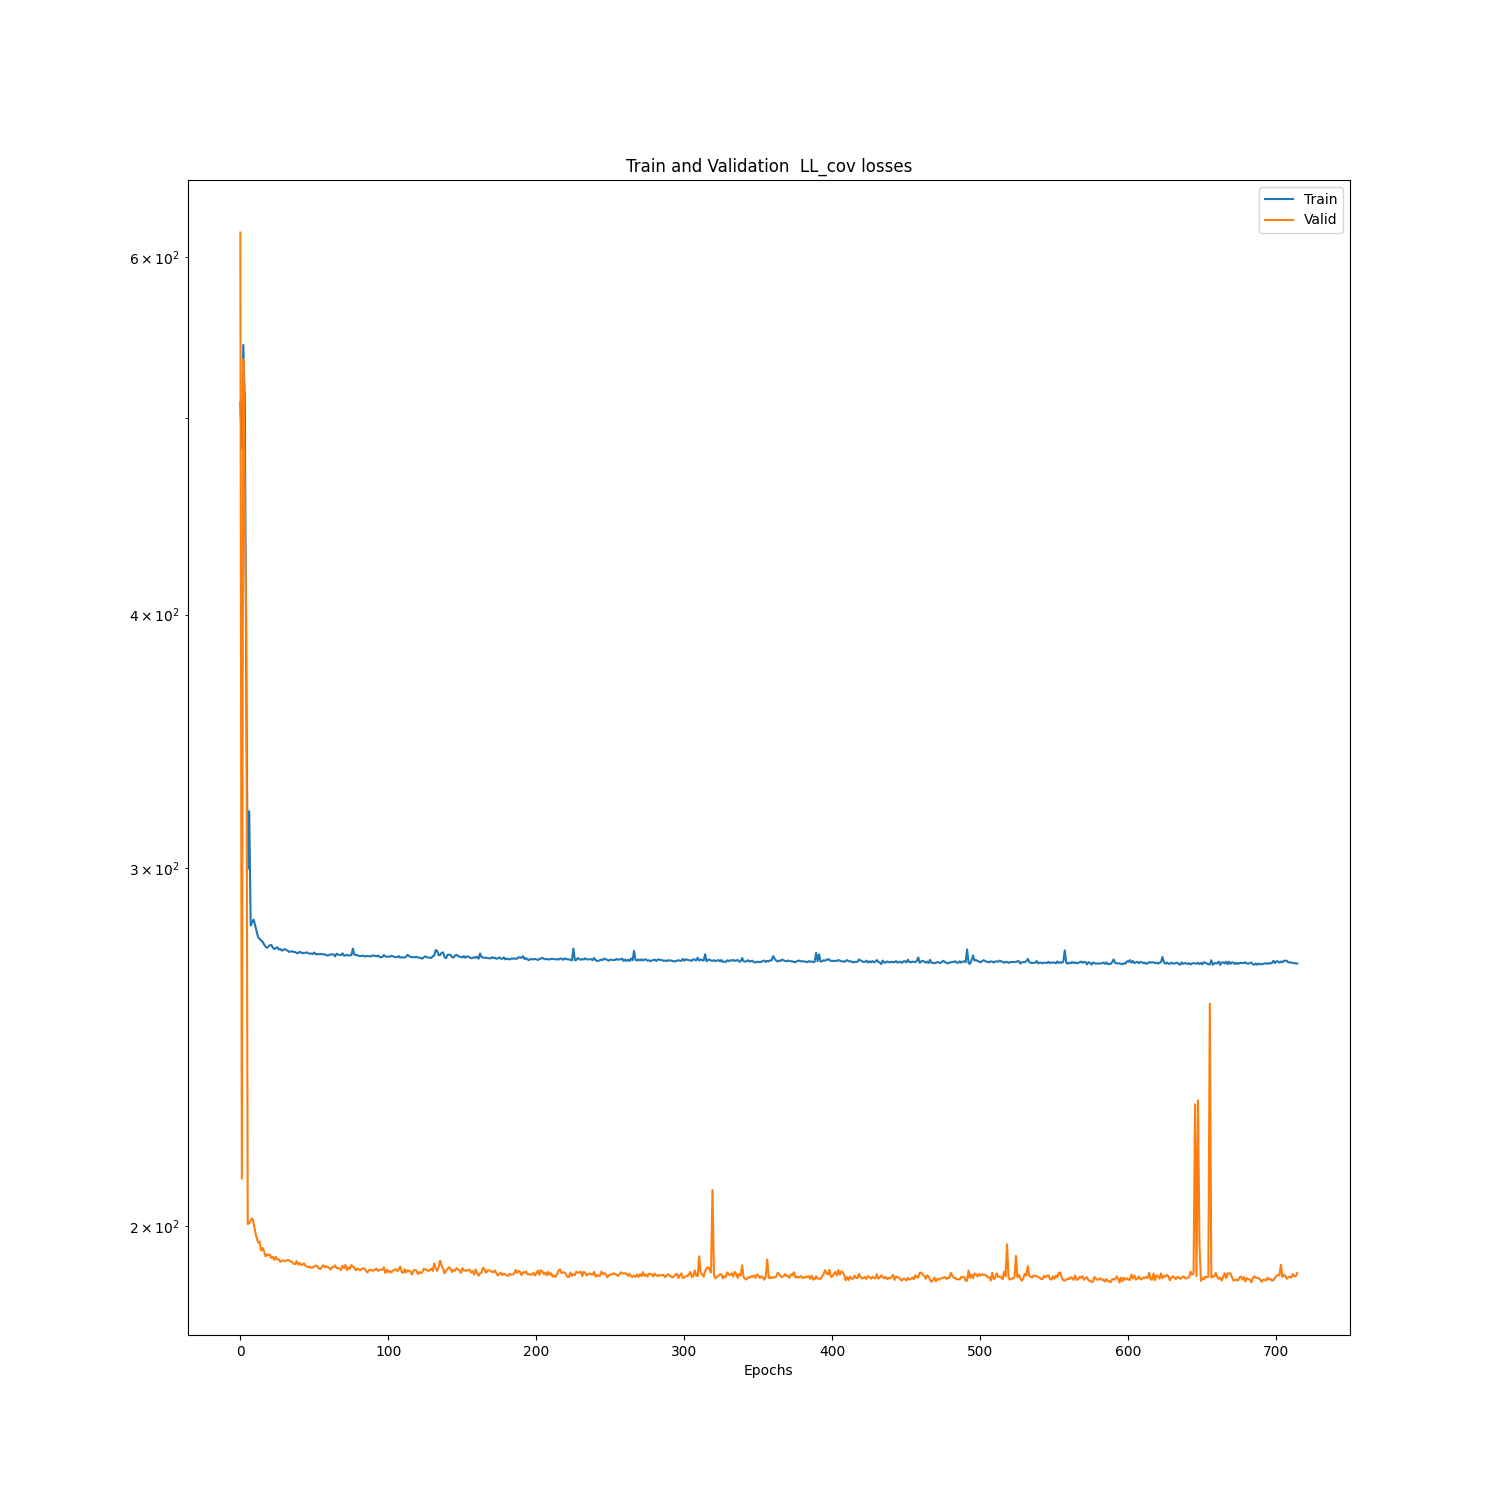 Train and Validation  LL_cov losses
Train
Valid
6 × 10²
4 × 10²
3 × 10²
2 × 10²
0 100 200 300 400 500 600 700
Epochs